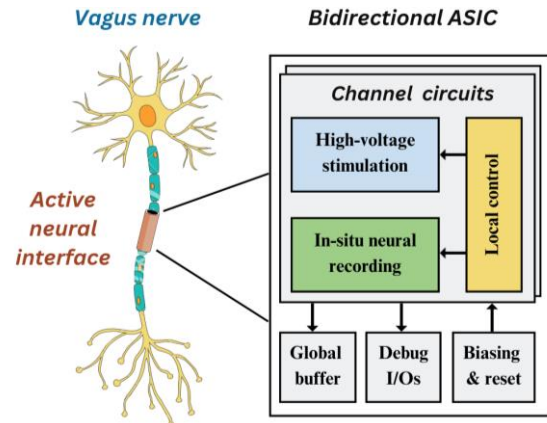 Vagus nerve
Bidirectional ASIC
Channel circuits
High-voltage
stimulation
Local control
Active
neural
interface
In-situ neural
recording
Global
buffer
Debug
I/Os
Biasing
& reset